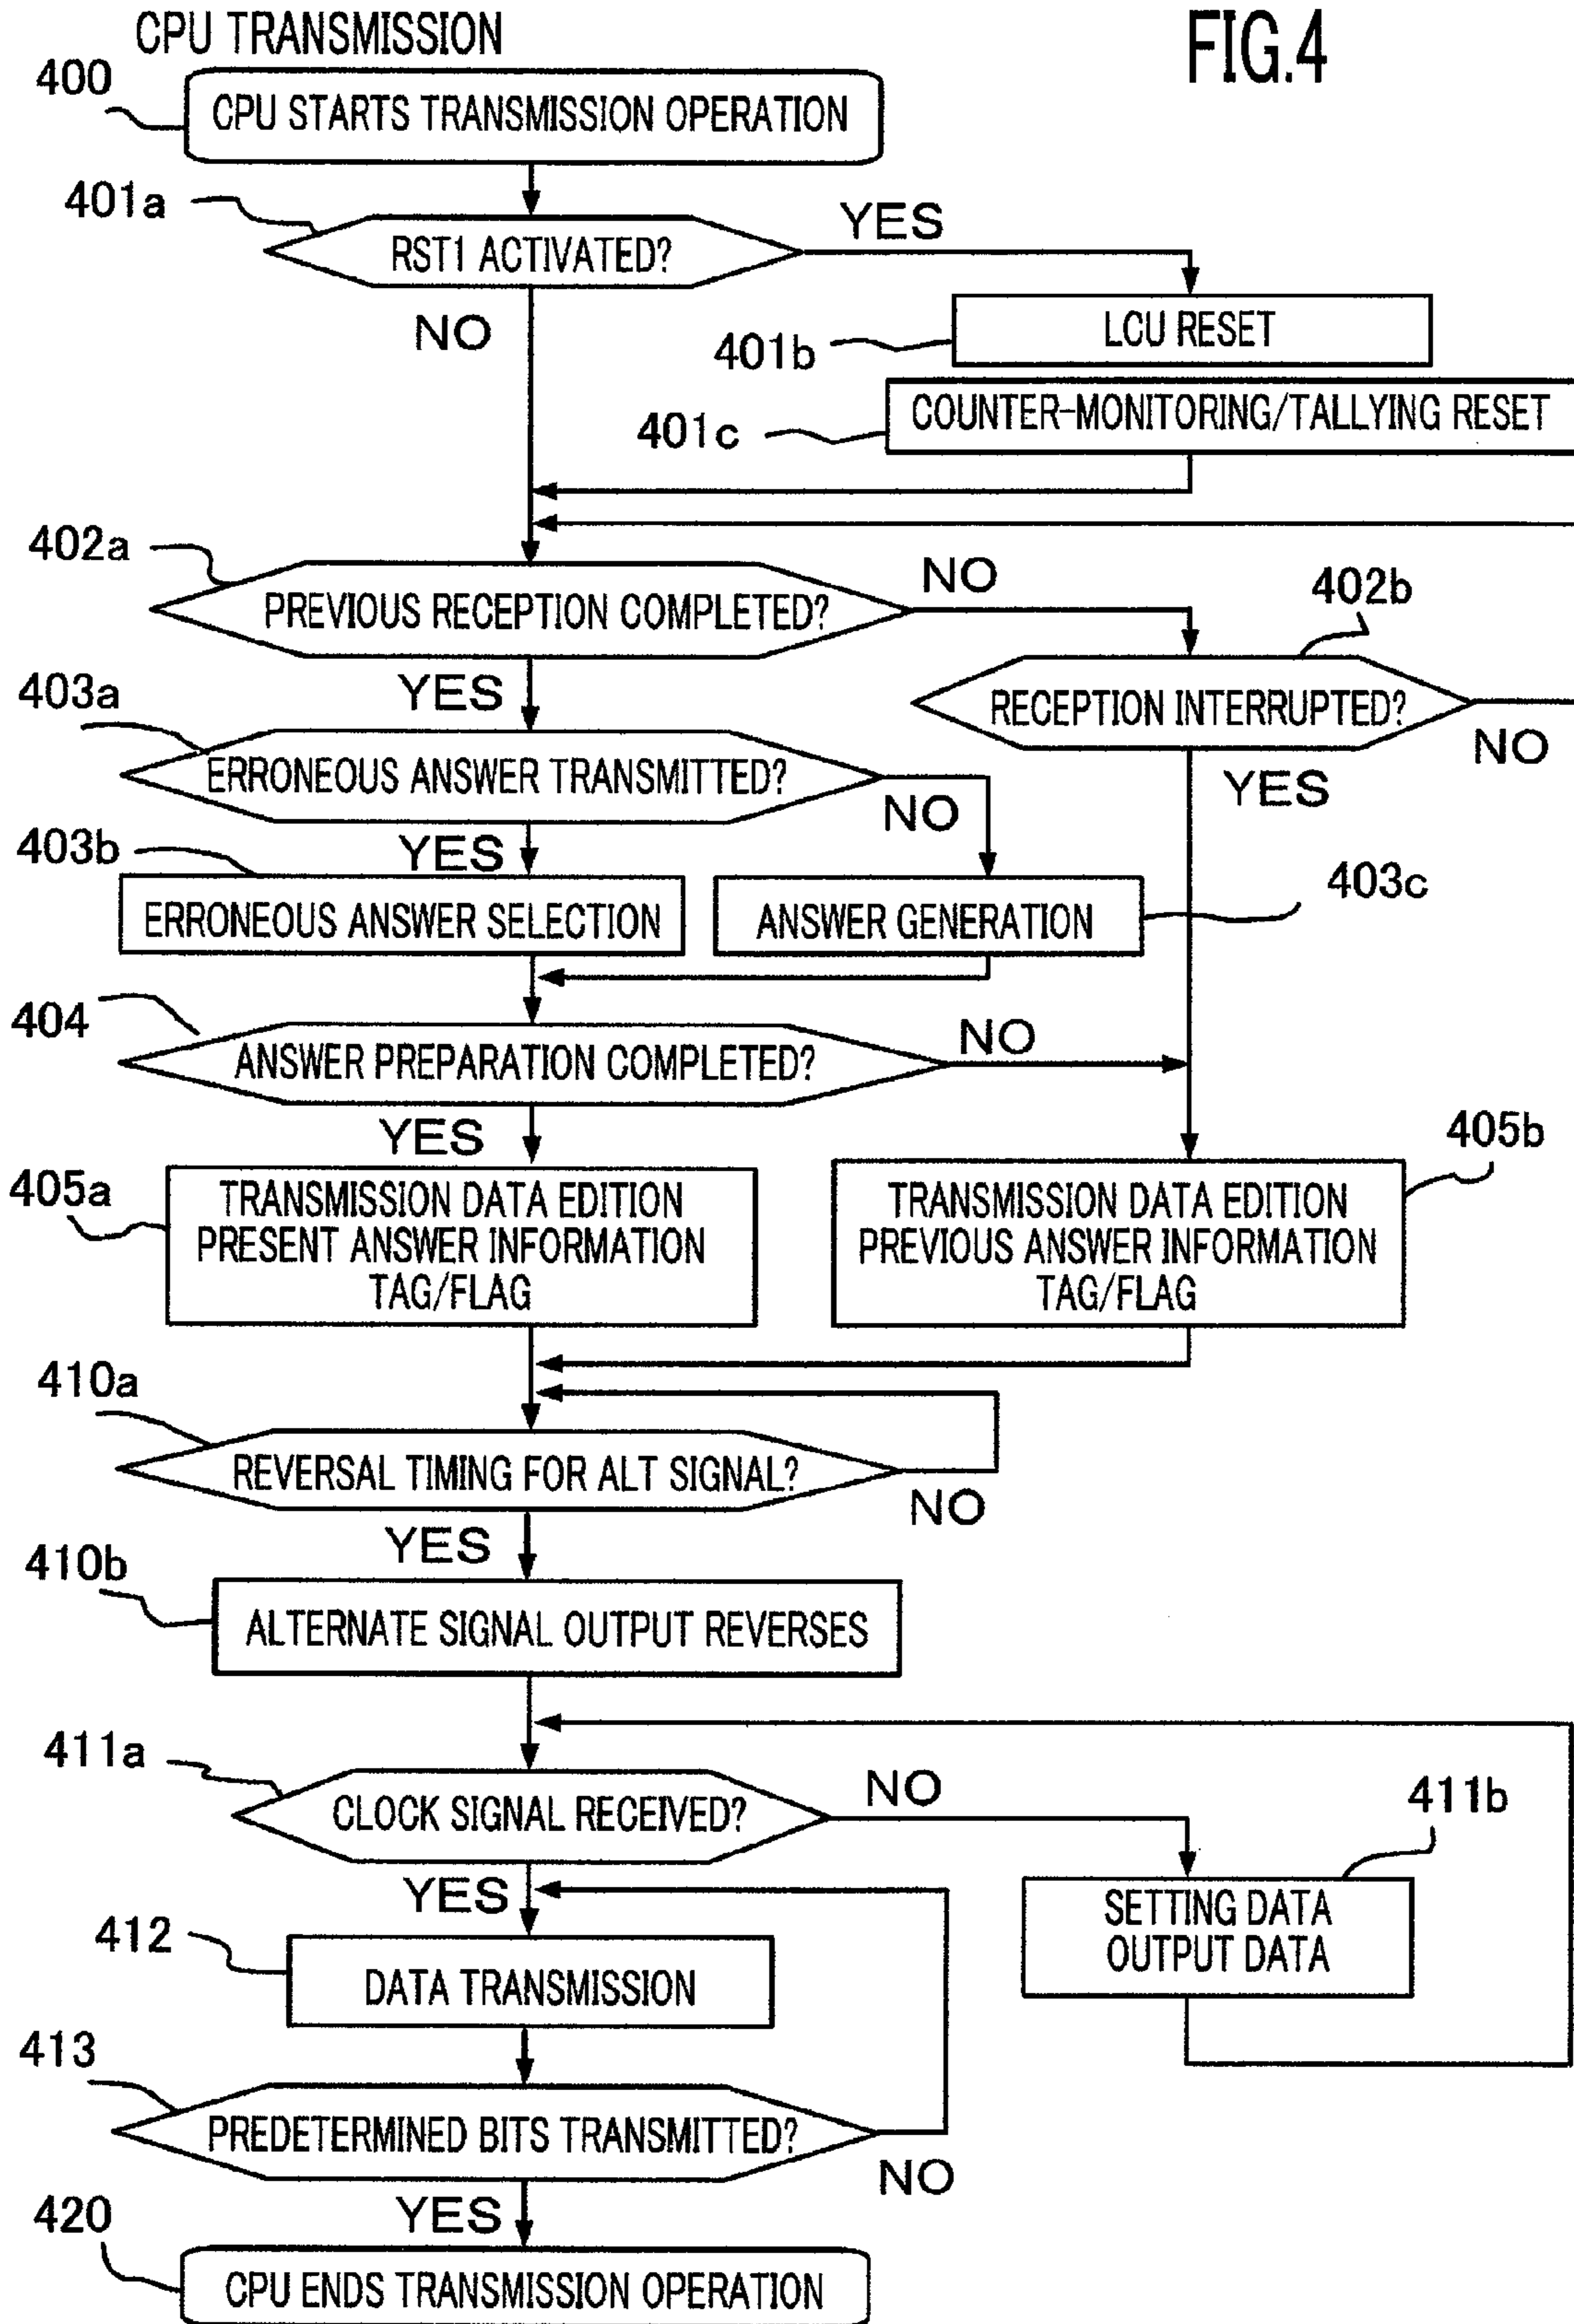 CPU TRANSMISSION
FIG.4
400
CPU STARTS TRANSMISSION OPERATION
401a
RST1 ACTIVATED?
YES
NO
LCU RESET
401b
COUNTER-MONITORING/TALLYING RESET
401c
402a
PREVIOUS RECEPTION COMPLETED?
NO
402b
YES
RECEPTION INTERRUPTED?
NO
YES
403a
ERRONEOUS ANSWER TRANSMITTED?
NO
YES
403b
ERRONEOUS ANSWER SELECTION
ANSWER GENERATION
403c
404
ANSWER PREPARATION COMPLETED?
NO
YES
405a
TRANSMISSION DATA EDITION
PRESENT ANSWER INFORMATION
TAG/FLAG
405b
TRANSMISSION DATA EDITION
PREVIOUS ANSWER INFORMATION
TAG/FLAG
410a
REVERSAL TIMING FOR ALT SIGNAL?
NO
YES
410b
ALTERNATE SIGNAL OUTPUT REVERSES
411a
CLOCK SIGNAL RECEIVED?
NO
411b
YES
SETTING DATA
OUTPUT DATA
412
DATA TRANSMISSION
413
PREDETERMINED BITS TRANSMITTED?
NO
YES
420
CPU ENDS TRANSMISSION OPERATION